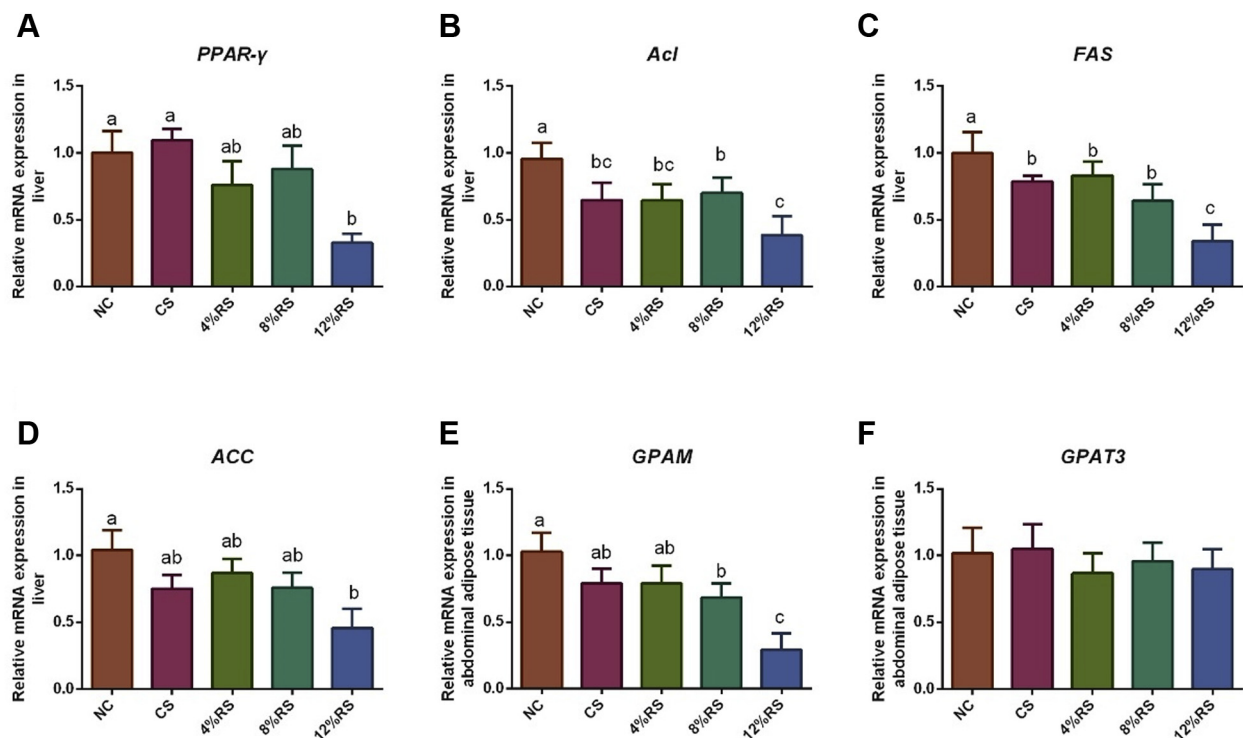 A
PPAR-γ
Relative mRNA expression in
liver
1.5
1.0
0.5
0.0
a
a
ab
ab
b
NC
CS
4%RS
8%RS
12%RS
B
Acl
Relative mRNA expression in
liver
1.5
1.0
0.5
0.0
a
bc
bc
b
c
NC
CS
4%RS
8%RS
12%RS
C
FAS
Relative mRNA expression in
liver
1.5
1.0
0.5
0.0
a
b
b
b
c
NC
CS
4%RS
8%RS
12%RS
D
ACC
Relative mRNA expression in
liver
1.5
1.0
0.5
0.0
a
ab
ab
ab
b
NC
CS
4%RS
8%RS
12%RS
E
GPAM
Relative mRNA expression in
abdominal adipose tissue
1.5
1.0
0.5
0.0
a
ab
ab
b
c
NC
CS
4%RS
8%RS
12%RS
F
GPAT3
Relative mRNA expression in
abdominal adipose tissue
1.5
1.0
0.5
0.0
NC
CS
4%RS
8%RS
12%RS